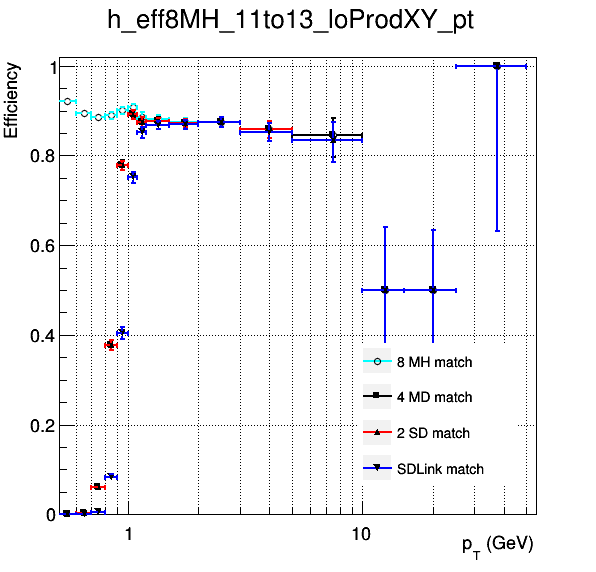 h_eff8MH_11to13_loProdXY_pt
Efficiency
1
0.8
0.6
0.4
0.2
0
8 MH match
4 MD match
2 SD match
SDLink match
1
10
p_T (GeV)